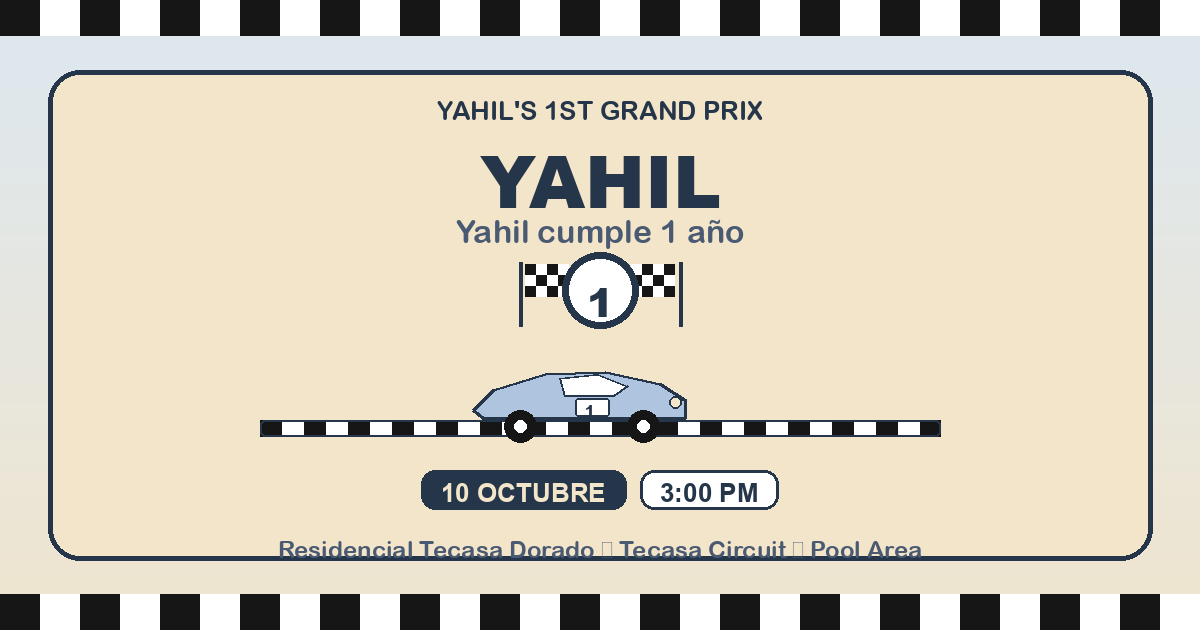 YAHIL'S 1ST GRAND PRIX
YAHIL
Yahil cumple 1 año
1
1
10 OCTUBRE
3:00 PM
Residencial Tecasa Dorado ▯ Tecasa Circuit ▯ Pool Area